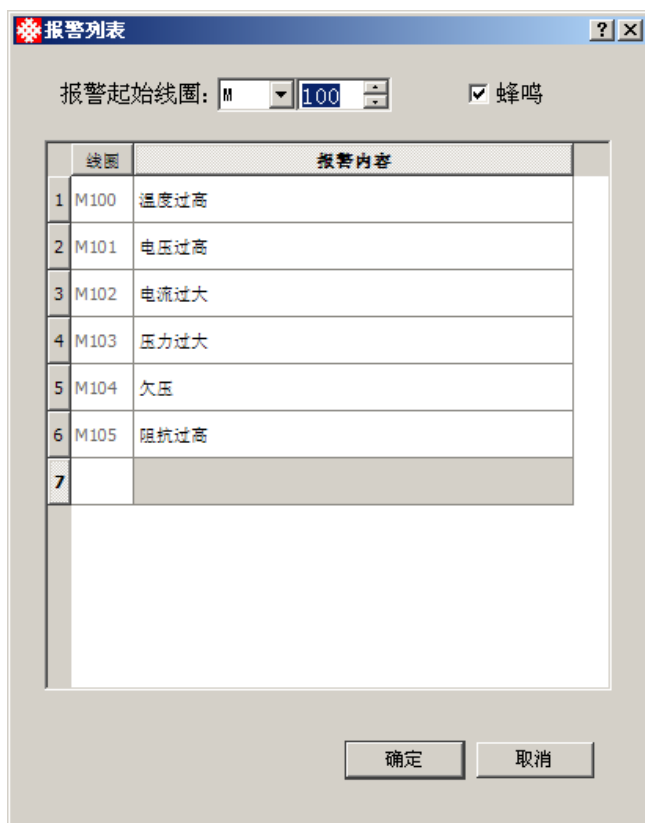 报警列表
报警起始线圈: M 100 蜂鸣
线圈 报警内容
1 M100 温度过高
2 M101 电压过高
3 M102 电流过大
4 M103 压力过大
5 M104 欠压
6 M105 阻抗过高
7
确定 取消